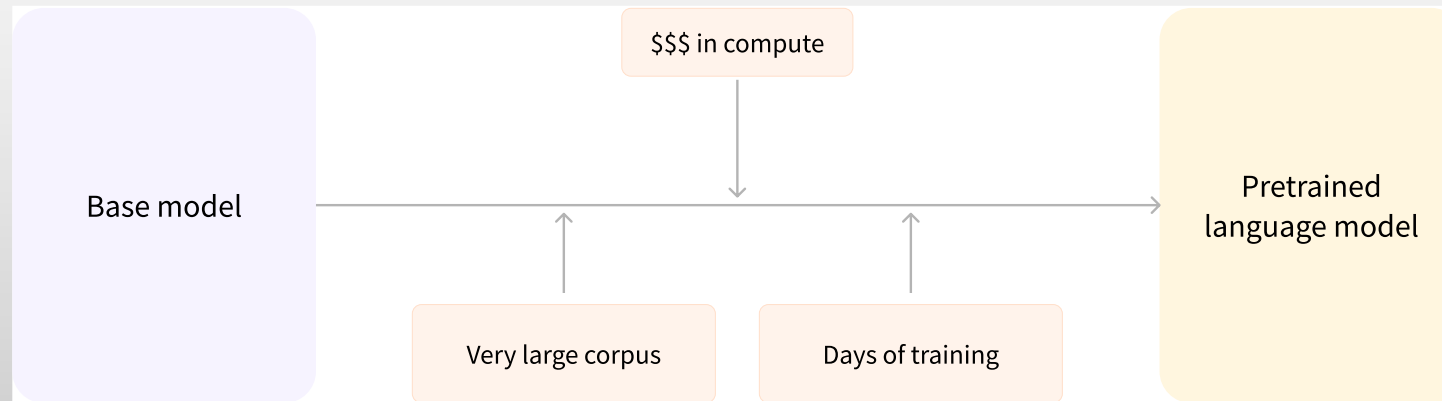 $$$ in compute
Base model
Pretrained
language model
Very large corpus
Days of training